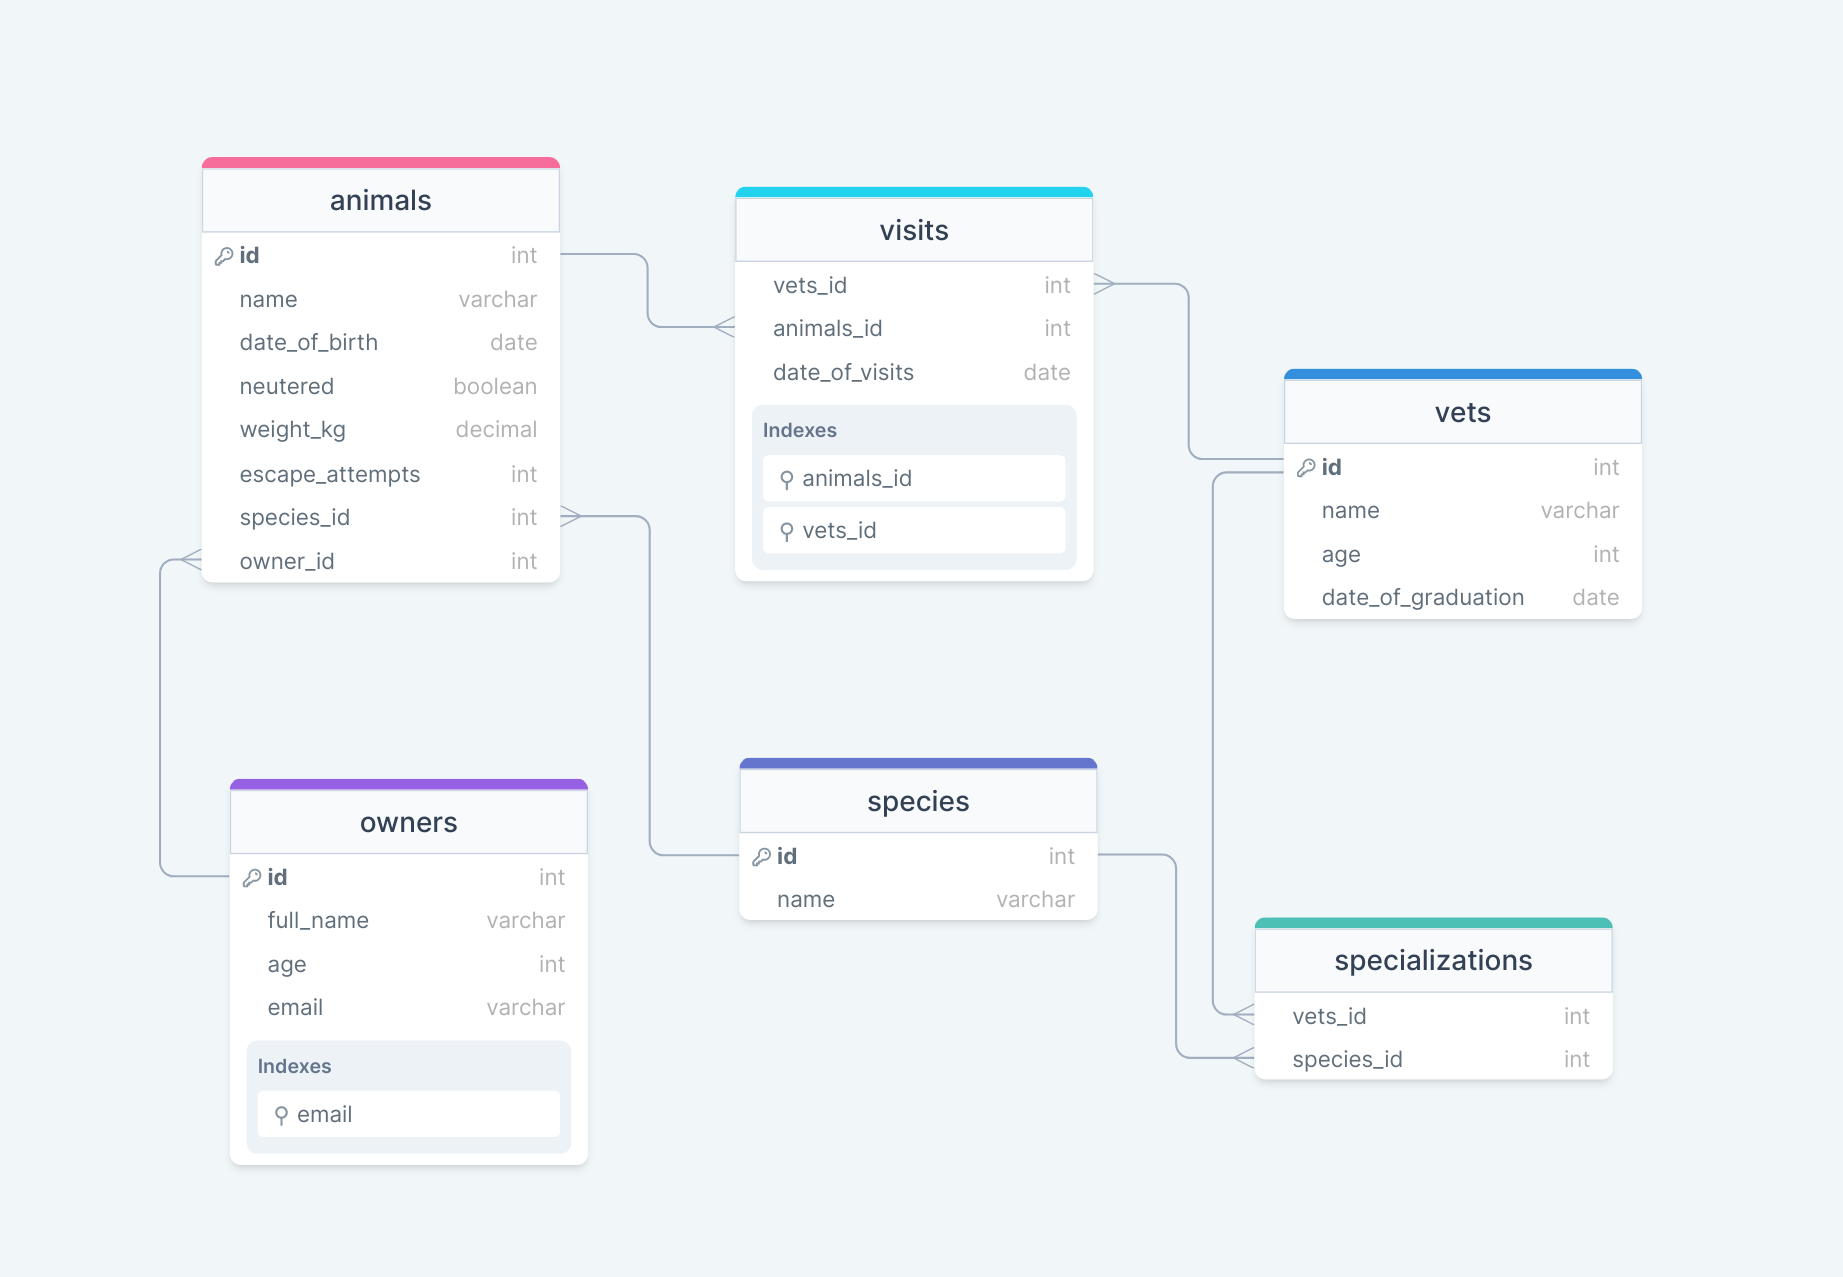 animals
id int
name varchar
date_of_birth date
neutered boolean
weight_kg decimal
escape_attempts int
species_id int
owner_id int
visits
vets_id int
animals_id int
date_of_visits date
Indexes
animals_id
vets_id
vets
id int
name varchar
age int
date_of_graduation date
owners
id int
full_name varchar
age int
email varchar
Indexes
email
species
id int
name varchar
specializations
vets_id int
species_id int